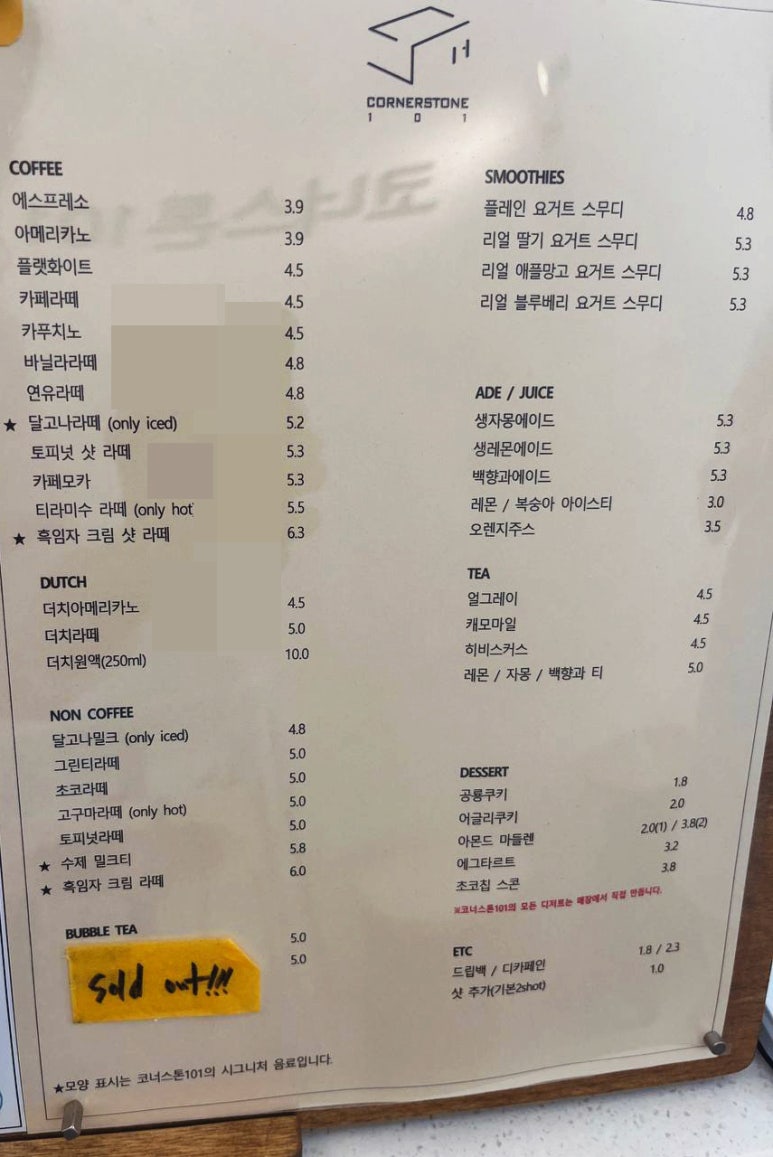 CORNERSTONE
1 0 1
COFFEE
에스프레소 3.9
아메리카노 3.9
플랫화이트 4.5
카페라떼 4.5
카푸치노 4.5
바닐라라떼 4.8
연유라떼 4.8
★ 달고나라떼 (only iced) 5.2
토피넛 샷 라떼 5.3
카페모카 5.3
티라미수 라떼 (only hot 5.5
★ 흑임자 크림 샷 라떼 6.3
DUTCH
더치아메리카노 4.5
더치라떼 5.0
더치원액(250ml) 10.0
NON COFFEE
달고나밀크 (only iced) 4.8
그린티라떼 5.0
초코라떼 5.0
고구마라떼 (only hot) 5.0
토피넛라떼 5.0
★ 수제 밀크티 5.8
★ 흑임자 크림 라떼 6.0
BUBBLE TEA
5.0
5.0
Sold out!!!
★모양 표시는 코너스톤101의 시그니처 음료입니다.
SMOOTHIES
플레인 요거트 스무디 4.8
리얼 딸기 요거트 스무디 5.3
리얼 애플망고 요거트 스무디 5.3
리얼 블루베리 요거트 스무디 5.3
ADE / JUICE
생자몽에이드 5.3
생레몬에이드 5.3
백향과에이드 5.3
레몬 / 복숭아 아이스티 3.0
오렌지주스 3.5
TEA
얼그레이 4.5
캐모마일 4.5
히비스커스 4.5
레몬 / 자몽 / 백향과 티 5.0
DESSERT
공룡쿠키 1.8
어글리쿠키 2.0
아몬드 마들렌 2.0(1) / 3.8(2)
에그타르트 3.2
초코칩 스콘 3.8
※코너스톤101의 모든 디저트는 매장에서 직접 만듭니다.
ETC
드립백 / 디카페인 1.8 / 2.3
샷 추가(기본2shot) 1.0